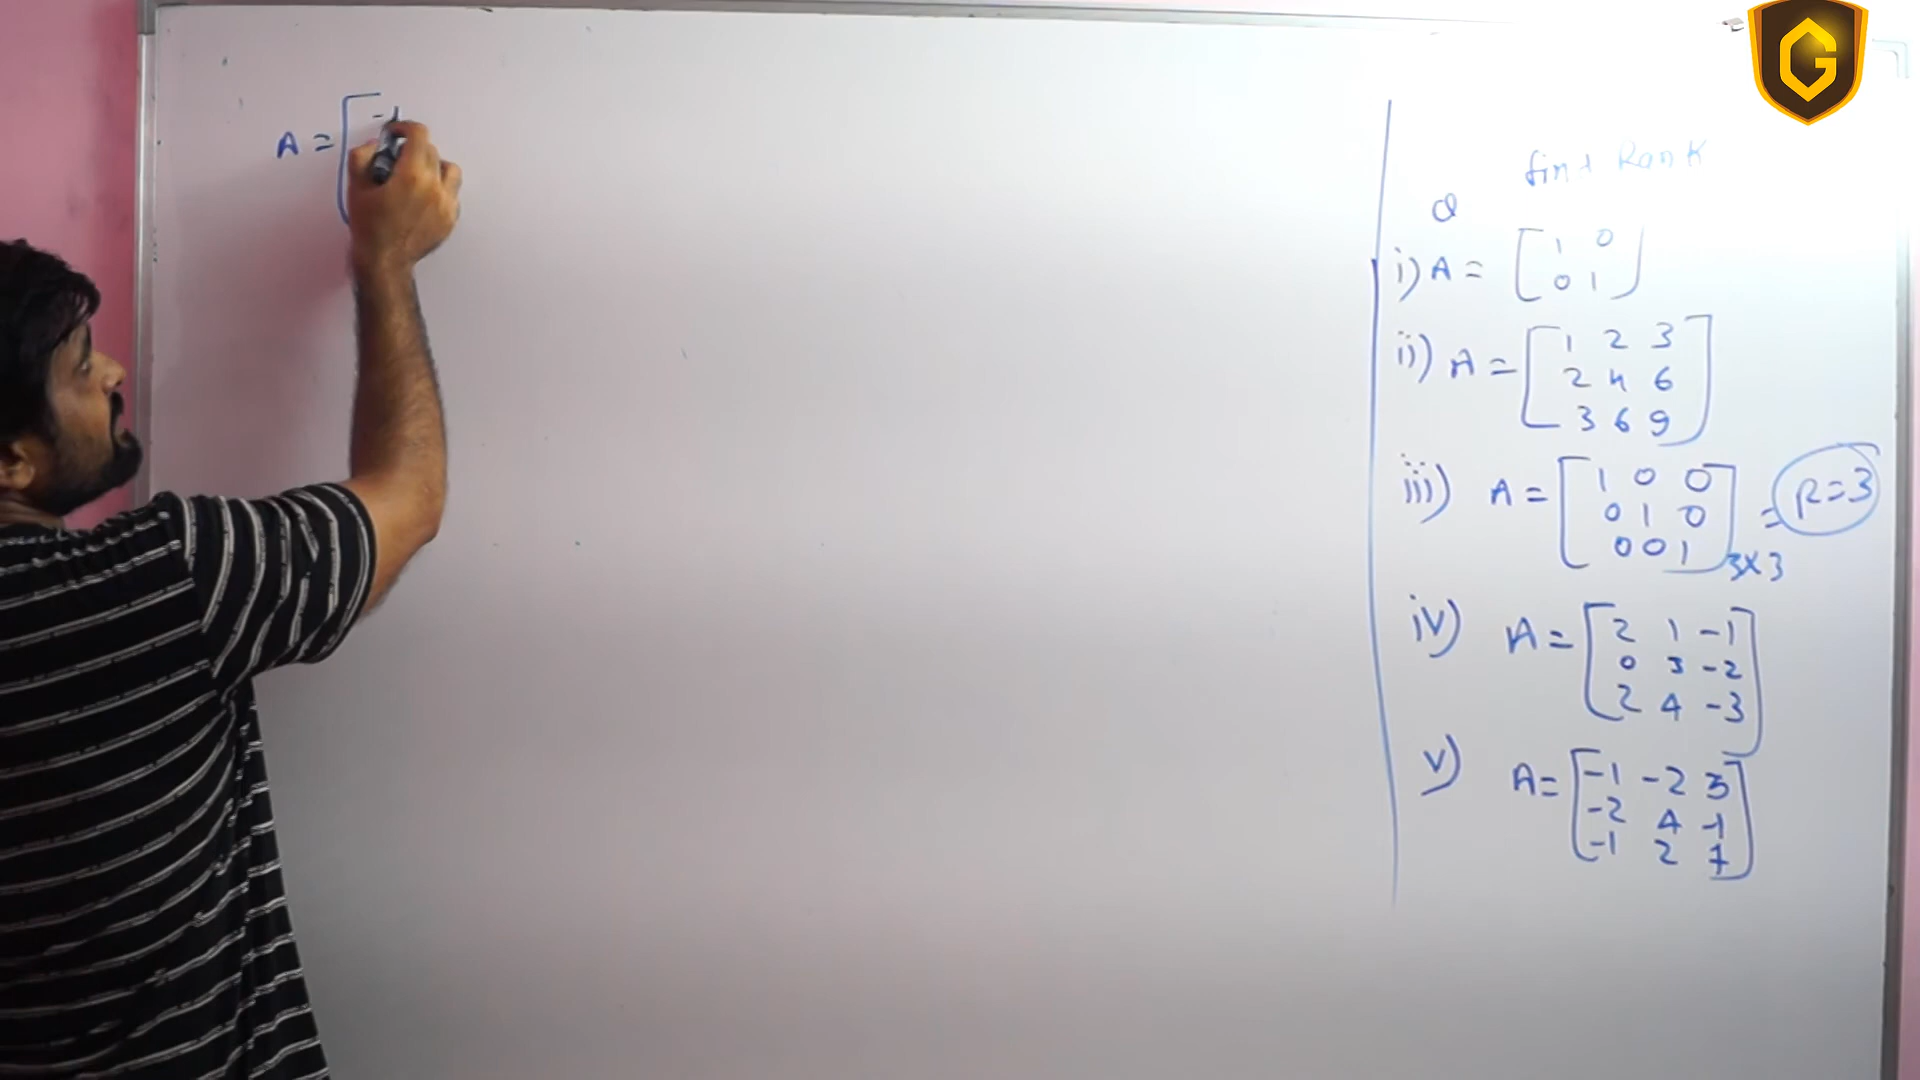 A = [ -1
find Rank
Q
i) A = [ 1 0
0 1 ]
ii) A = [ 1 2 3
2 4 6
3 6 9 ]
iii) A = [ 1 0 0
0 1 0
0 0 1 ] 3x3 = R=3
iv) A = [ 2 1 -1
0 3 -2
2 4 -3 ]
v) A = [ -1 -2 3
-2 4 -1
-1 2 7 ]
G